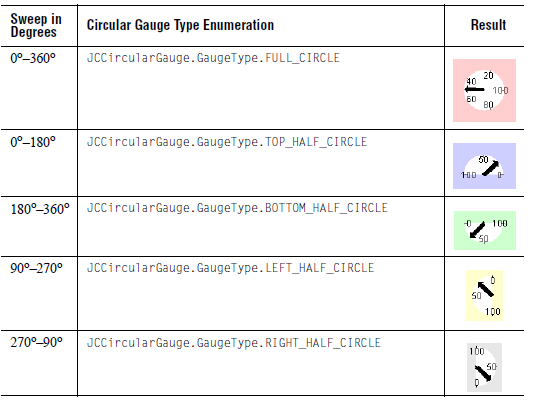 Sweep in Degrees Circular Gauge Type Enumeration Result
0°–360° JCCircularGauge.GaugeType.FULL_CIRCLE
20
40 100
60 80
0°–180° JCCircularGauge.GaugeType.TOP_HALF_CIRCLE
50
100 0
180°–360° JCCircularGauge.GaugeType.BOTTOM_HALF_CIRCLE
0 100
50
90°–270° JCCircularGauge.GaugeType.LEFT_HALF_CIRCLE
0
50
100
270°–90° JCCircularGauge.GaugeType.RIGHT_HALF_CIRCLE
100
50
0